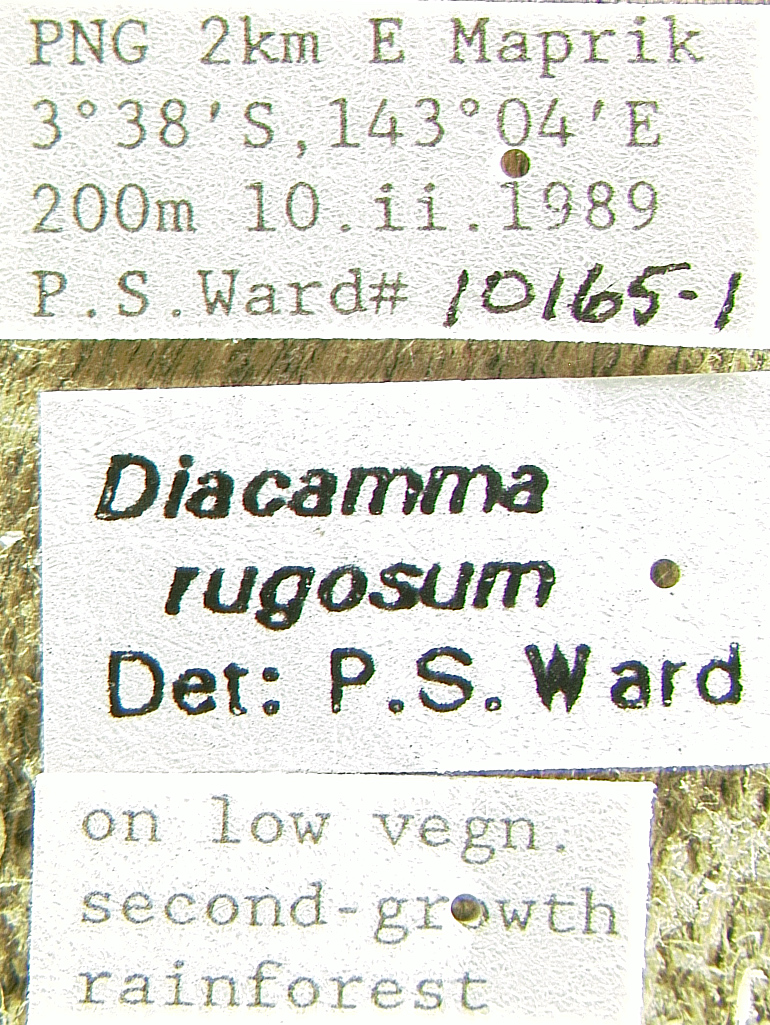 PNG 2km E Maprik
3°38'S,143°04'E
200m 10.ii.1989
P.S.Ward# 10165-1
Diacamma
rugosum
Det: P.S.Ward
on low vegn.
second-growth
rainforest